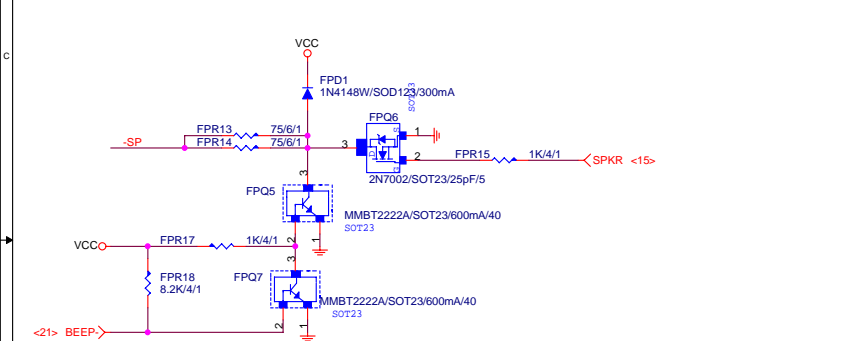 C
VCC
FPD1
1N4148W/SOD123/300mA
SOT23
FPQ6
FPR13 75/6/1
-SP
FPR14 75/6/1
3
S
D
G
1
2
FPR15 1K/4/1
SPKR <15>
2N7002/SOT23/25pF/5
3
FPQ5
MMBT2222A/SOT23/600mA/40
SOT23
2
1
VCC
FPR17 1K/4/1
3
FPR18
8.2K/4/1
FPQ7
MMBT2222A/SOT23/600mA/40
SOT23
2
1
<21> BEEP-